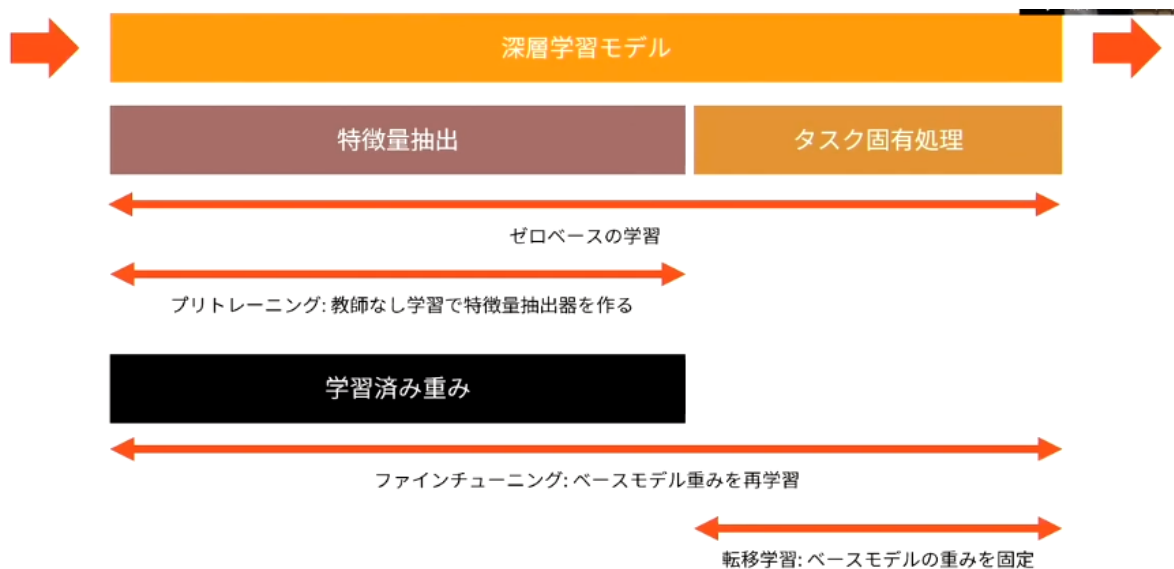 深層学習モデル
特徴量抽出
タスク固有処理
ゼロベースの学習
プリトレーニング: 教師なし学習で特徴量抽出器を作る
学習済み重み
ファインチューニング: ベースモデル重みを再学習
転移学習: ベースモデルの重みを固定